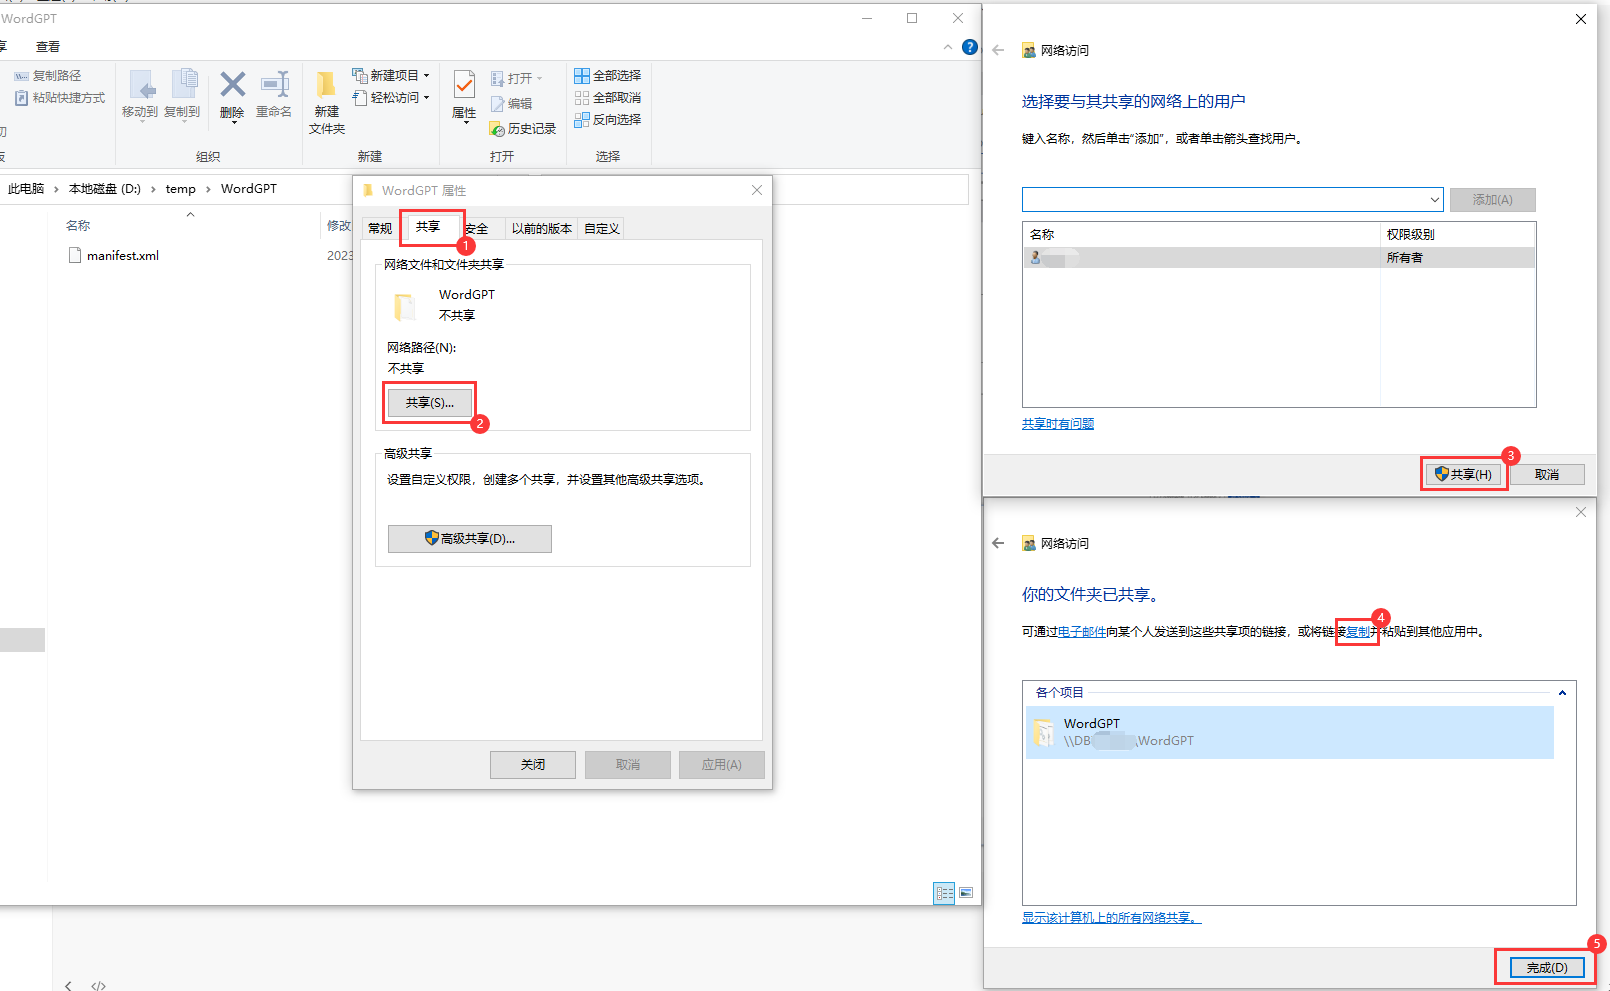 WordGPT
享
查看
复制路径
粘贴快捷方式
切
板
移动到
复制到
删除
重命名
组织
新建
文件夹
新建项目
轻松访问
新建
属性
打开
编辑
历史记录
打开
全部选择
全部取消
反向选择
选择
此电脑 › 本地磁盘 (D:) › temp › WordGPT
名称
修改
manifest.xml
2023
WordGPT 属性
常规
共享
安全
以前的版本
自定义
1
网络文件和文件夹共享
WordGPT
不共享
网络路径(N):
不共享
共享(S)...
2
高级共享
设置自定义权限，创建多个共享，并设置其他高级共享选项。
高级共享(D)...
关闭
取消
应用(A)
网络访问
选择要与其共享的网络上的用户
键入名称，然后单击“添加”，或者单击箭头查找用户。
添加(A)
名称
权限级别
所有者
共享时有问题
3
共享(H)
取消
网络访问
你的文件夹已共享。
4
可通过电子邮件向某个人发送到这些共享项的链接，或将链接复制并粘贴到其他应用中。
各个项目
WordGPT
\\DB \WordGPT
显示该计算机上的所有网络共享。
5
完成(D)